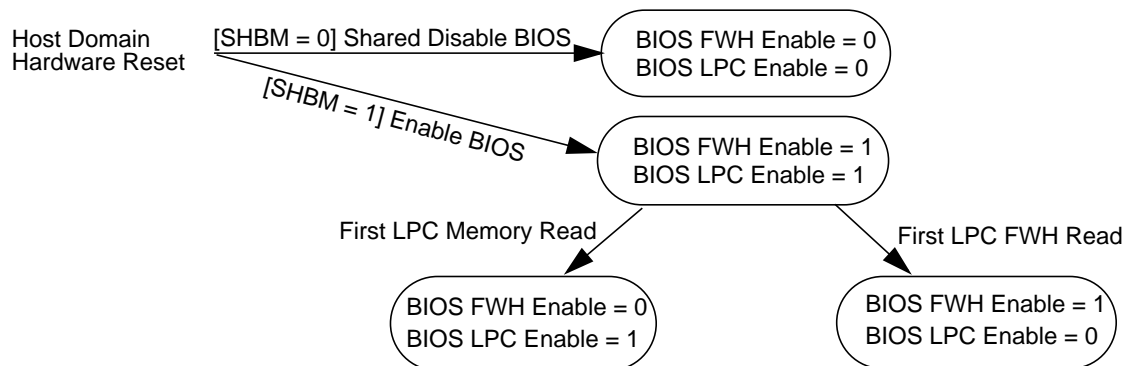 Host Domain
Hardware Reset
[SHBM = 0] Shared Disable BIOS
BIOS FWH Enable = 0
BIOS LPC Enable = 0
[SHBM = 1] Enable BIOS
BIOS FWH Enable = 1
BIOS LPC Enable = 1
First LPC Memory Read
First LPC FWH Read
BIOS FWH Enable = 0
BIOS LPC Enable = 1
BIOS FWH Enable = 1
BIOS LPC Enable = 0